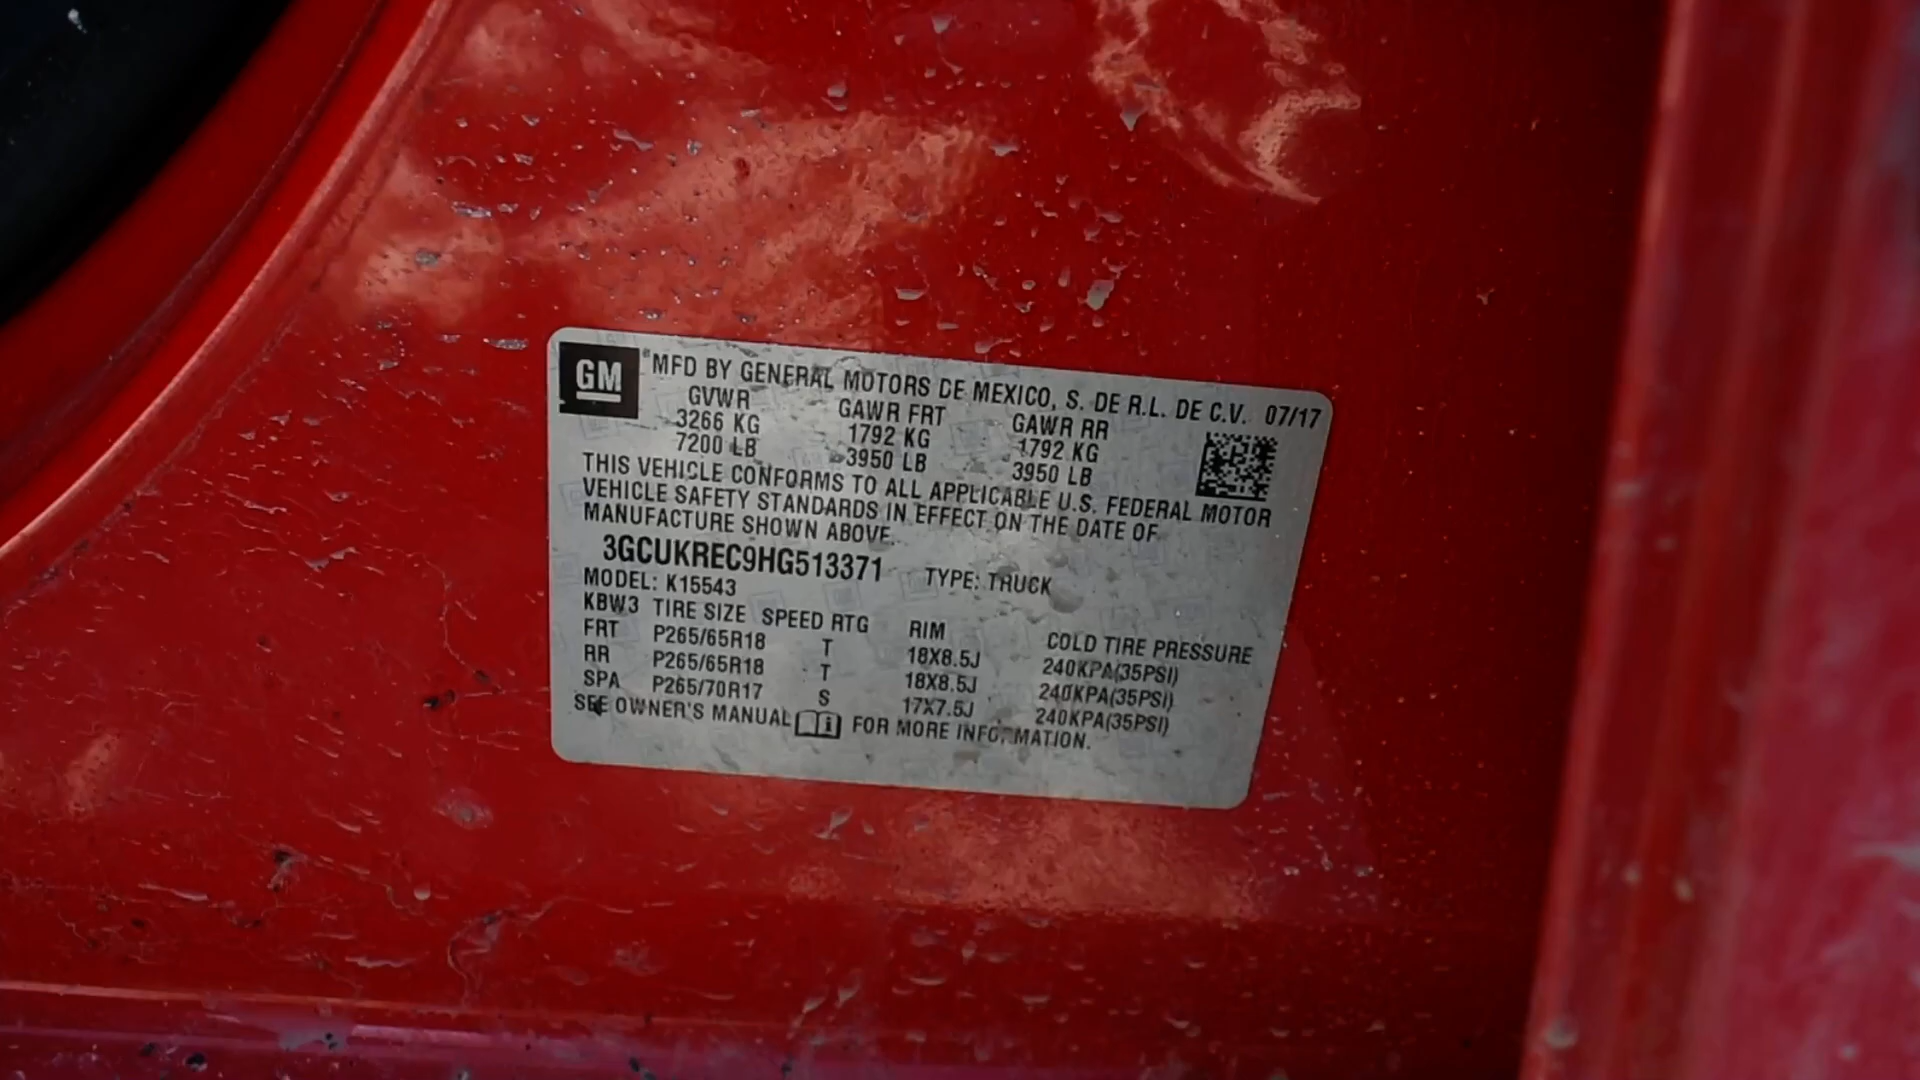 GM
MFD BY GENERAL MOTORS DE MEXICO, S. DE R.L. DE C.V. 07/17
GVWR GAWR FRT GAWR RR
3266 KG 1792 KG 1792 KG
7200 LB 3950 LB 3950 LB
THIS VEHICLE CONFORMS TO ALL APPLICABLE U.S. FEDERAL MOTOR
VEHICLE SAFETY STANDARDS IN EFFECT ON THE DATE OF
MANUFACTURE SHOWN ABOVE.
3GCUKREC9HG513371 TYPE: TRUCK
MODEL: K15543
KBW3 TIRE SIZE SPEED RTG RIM COLD TIRE PRESSURE
FRT P265/65R18 T 18X8.5J 240KPA(35PSI)
RR P265/65R18 T 18X8.5J 240KPA(35PSI)
SPA P265/70R17 S 17X7.5J 240KPA(35PSI)
SEE OWNER'S MANUAL FOR MORE INFORMATION.